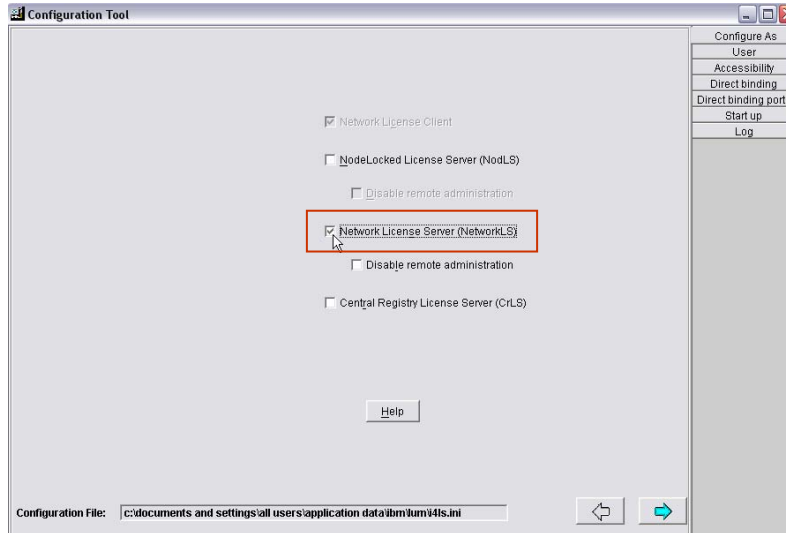 Configuration Tool
Configure As
User
Accessibility
Direct binding
Direct binding port
Start up
Log
Network License Client
NodeLocked License Server (NodLS)
Disable remote administration
Network License Server (NetworkLS)
Disable remote administration
Central Registry License Server (CrLS)
Help
Configuration File: c:\documents and settings\all users\application data\ibm\lum\i4ls.ini